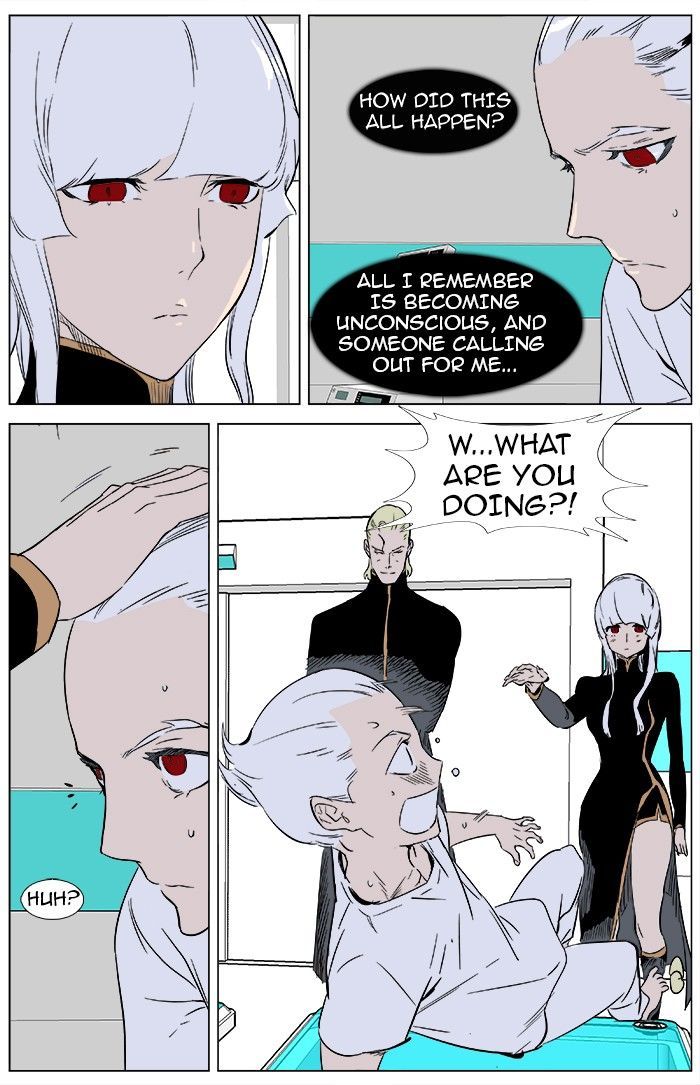 HOW DID THIS
ALL HAPPEN?
ALL I REMEMBER
IS BECOMING
UNCONSCIOUS, AND
SOMEONE CALLING
OUT FOR ME...
HUH?
W...WHAT
ARE YOU
DOING?!